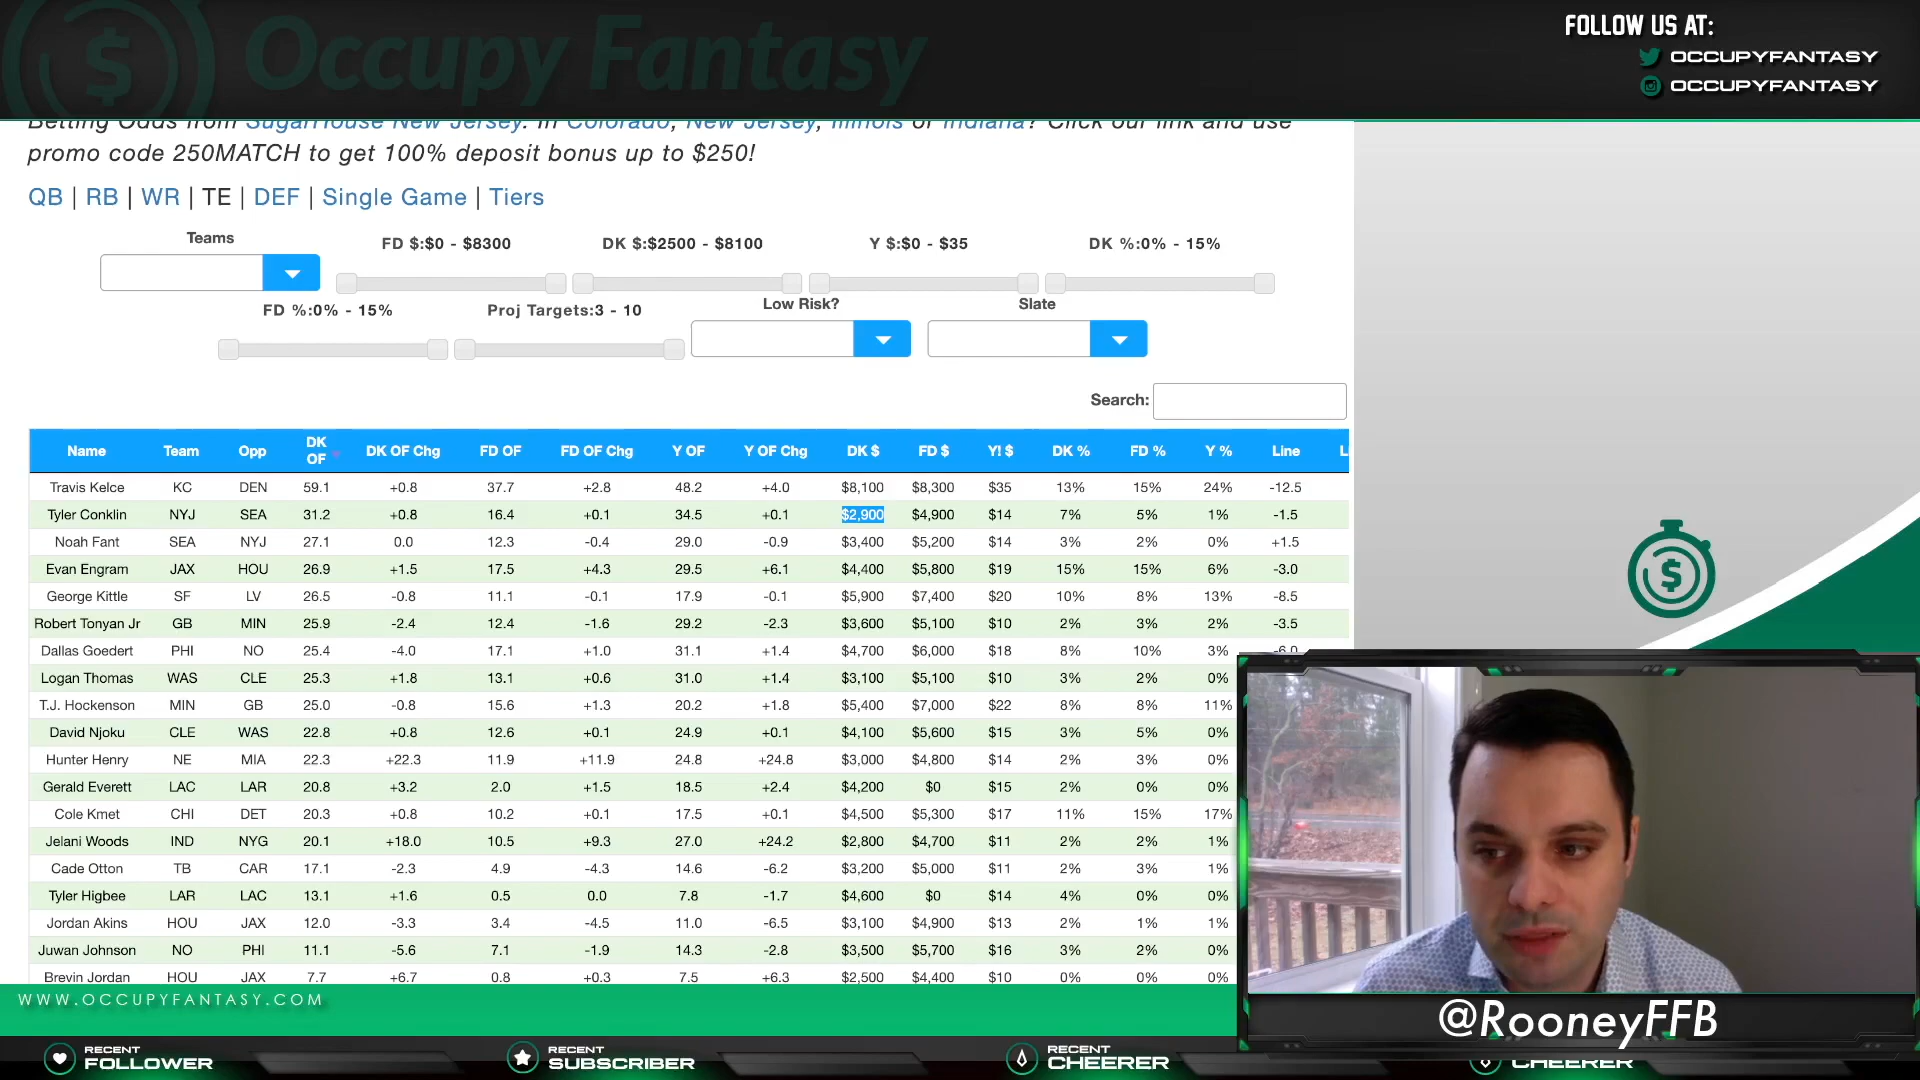 Occupy Fantasy
FOLLOW US AT:
OCCUPYFANTASY
OCCUPYFANTASY
Betting Odds from SugarHouse New Jersey. In Colorado, New Jersey, Illinois or Indiana? Click our link and use
promo code 250MATCH to get 100% deposit bonus up to $250!
QB | RB | WR | TE | DEF | Single Game | Tiers
Teams FD $:$0 - $8300 DK $:$2500 - $8100 Y $:$0 - $35 DK %:0% - 15%
FD %:0% - 15% Proj Targets:3 - 10 Low Risk? Slate
Search:
Name Team Opp DK OF DK OF Chg FD OF FD OF Chg Y OF Y OF Chg DK $ FD $ Y! $ DK % FD % Y % Line
Travis Kelce KC DEN 59.1 +0.8 37.7 +2.8 48.2 +4.0 $8,100 $8,300 $35 13% 15% 24% -12.5
Tyler Conklin NYJ SEA 31.2 +0.8 16.4 +0.1 34.5 +0.1 $2,900 $4,900 $14 7% 5% 1% -1.5
Noah Fant SEA NYJ 27.1 0.0 12.3 -0.4 29.0 -0.9 $3,400 $5,200 $14 3% 2% 0% +1.5
Evan Engram JAX HOU 26.9 +1.5 17.5 +4.3 29.5 +6.1 $4,400 $5,800 $19 15% 15% 6% -3.0
George Kittle SF LV 26.5 -0.8 11.1 -0.1 17.9 -0.1 $5,900 $7,400 $20 10% 8% 13% -8.5
Robert Tonyan Jr GB MIN 25.9 -2.4 12.4 -1.6 29.2 -2.3 $3,600 $5,100 $10 2% 3% 2% -3.5
Dallas Goedert PHI NO 25.4 -4.0 17.1 +1.0 31.1 +1.4 $4,700 $6,000 $18 8% 10% 3% -6.0
Logan Thomas WAS CLE 25.3 +1.8 13.1 +0.6 31.0 +1.4 $3,100 $5,100 $10 3% 2% 0%
T.J. Hockenson MIN GB 25.0 -0.8 15.6 +1.3 20.2 +1.8 $5,400 $7,000 $22 8% 8% 11%
David Njoku CLE WAS 22.8 +0.8 12.6 +0.1 24.9 +0.1 $4,100 $5,600 $15 3% 5% 0%
Hunter Henry NE MIA 22.3 +22.3 11.9 +11.9 24.8 +24.8 $3,000 $4,800 $14 2% 3% 0%
Gerald Everett LAC LAR 20.8 +3.2 2.0 +1.5 18.5 +2.4 $4,200 $0 $15 2% 0% 0%
Cole Kmet CHI DET 20.3 +0.8 10.2 +0.1 17.5 +0.1 $4,500 $5,300 $17 11% 15% 17%
Jelani Woods IND NYG 20.1 +18.0 10.5 +9.3 27.0 +24.2 $2,800 $4,700 $11 2% 2% 1%
Cade Otton TB CAR 17.1 -2.3 4.9 -4.3 14.6 -6.2 $3,200 $5,000 $11 2% 3% 1%
Tyler Higbee LAR LAC 13.1 +1.6 0.5 0.0 7.8 -1.7 $4,600 $0 $14 4% 0% 0%
Jordan Akins HOU JAX 12.0 -3.3 3.4 -4.5 11.0 -6.5 $3,100 $4,900 $13 2% 1% 1%
Juwan Johnson NO PHI 11.1 -5.6 7.1 -1.9 14.3 -2.8 $3,500 $5,700 $16 3% 2% 0%
Brevin Jordan HOU JAX 7.7 +6.7 0.8 +0.3 7.5 +6.3 $2,500 $4,400 $10 0% 0% 0%
WWW.OCCUPYFANTASY.COM
@RooneyFFB
RECENT FOLLOWER
RECENT SUBSCRIBER
RECENT CHEERER
CHEERER